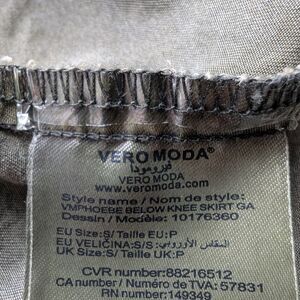 VERO MODA®
فيرومودا
VERO MODA
www.veromoda.com
Style name / Nom de style:
VMPHOEBE BELOW KNEE SKIRT GA
Dessin / Modèle: 10176360
EU Size:S/ Taille EU:P
EU VELIČINA:S/S: المقاس الأوروبي
UK Size:S/ Taille UK:P
CVR number:88216512
CA number / Numéro de TVA: 57831
RN number:149349